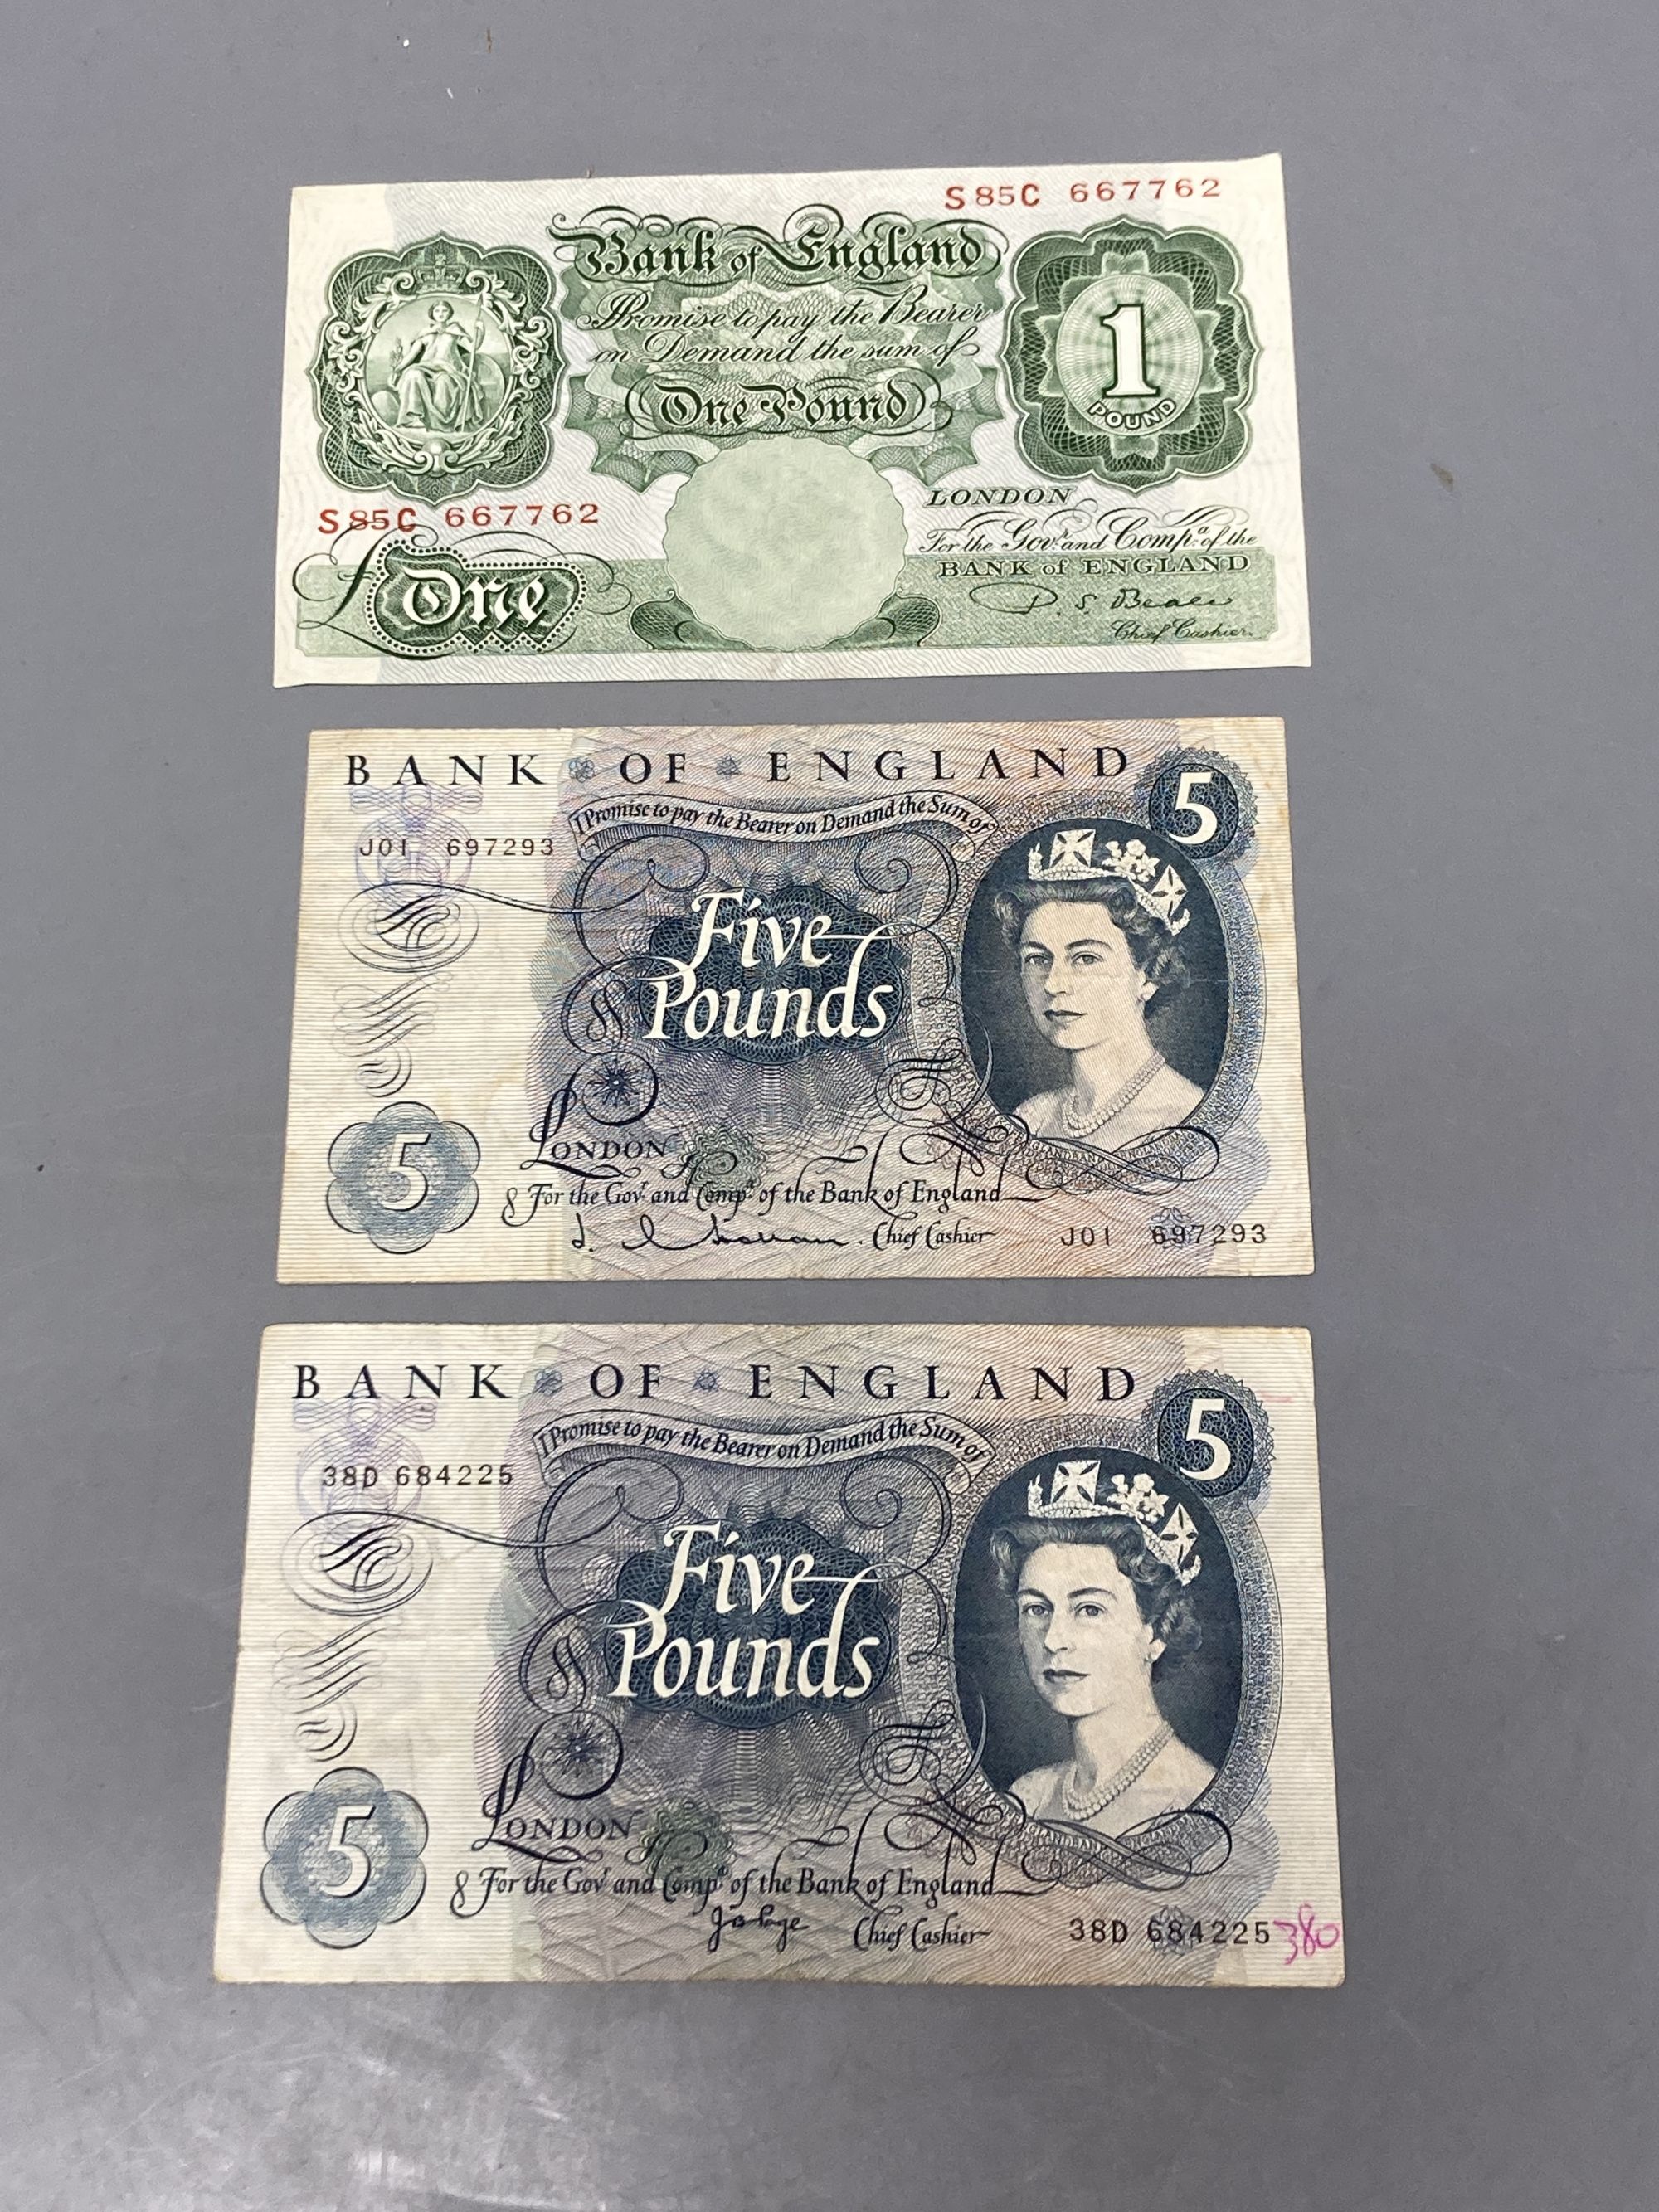 S85C 667762
Bank of England
Promise to pay the Bearer
on Demand the sum of
One Pound
1
POUND
S85C 667762
£One
LONDON
For the Govr. and Compa. of the
BANK of ENGLAND
P. S. Beale
Chief Cashier.
BANK OF ENGLAND
5
I Promise to pay the Bearer on Demand the Sum of
J01 697293
Five
Pounds
LONDON
5
For the Govr. and Compa. of the Bank of England
Chief Cashier
J01 697293
BANK OF ENGLAND
5
I Promise to pay the Bearer on Demand the Sum of
38D 684225
Five
Pounds
LONDON
5
For the Govr. and Compa. of the Bank of England
Chief Cashier
38D 684225
380